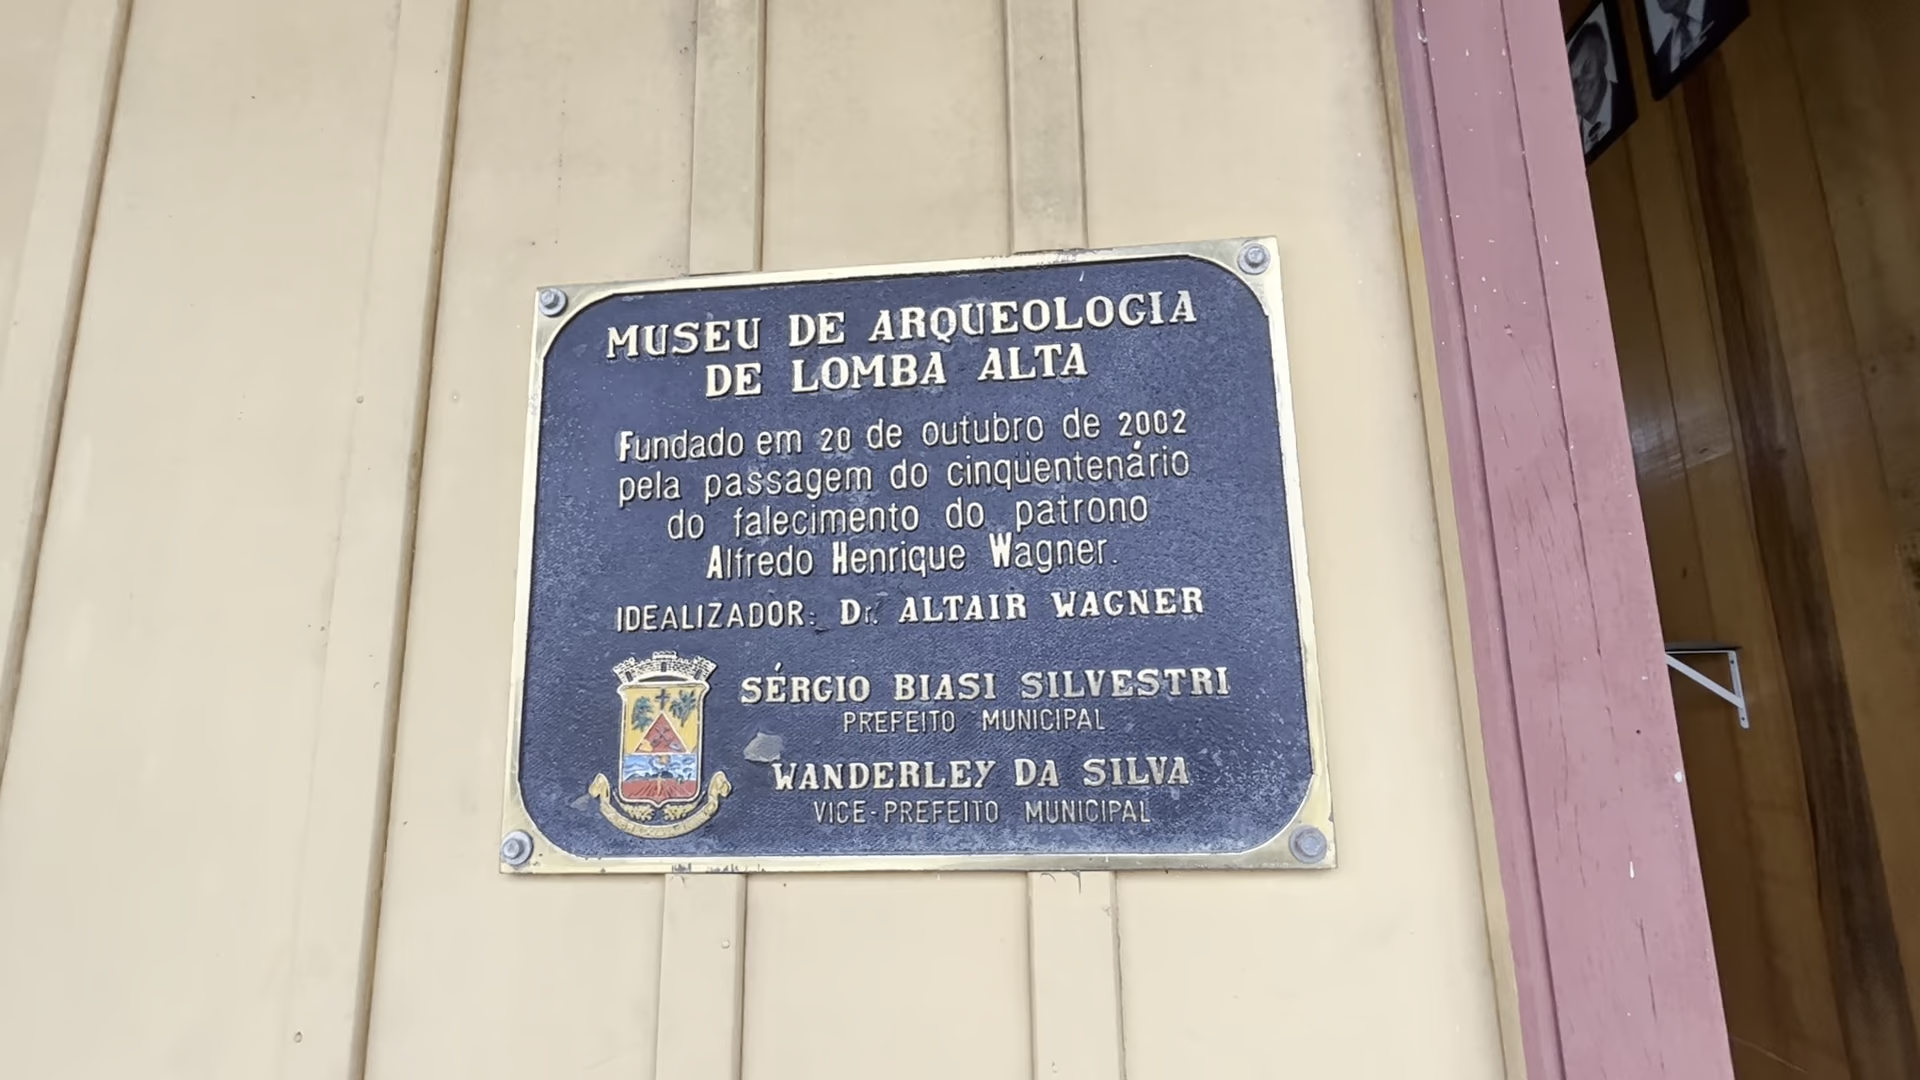 MUSEU DE ARQUEOLOGIA
DE LOMBA ALTA
Fundado em 20 de outubro de 2002
pela passagem do cinqüentenário
do falecimento do patrono
Alfredo Henrique Wagner.
IDEALIZADOR: Dr. ALTAIR WAGNER
SÉRGIO BIASI SILVESTRI
PREFEITO MUNICIPAL
WANDERLEY DA SILVA
VICE-PREFEITO MUNICIPAL